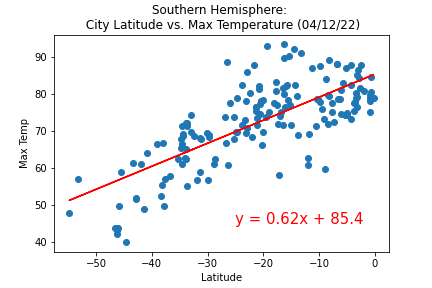 Southern Hemisphere:
City Latitude vs. Max Temperature (04/12/22)
90
80
70
60
50
40
Max Temp
y = 0.62x + 85.4
−50
−40
−30
−20
−10
0
Latitude